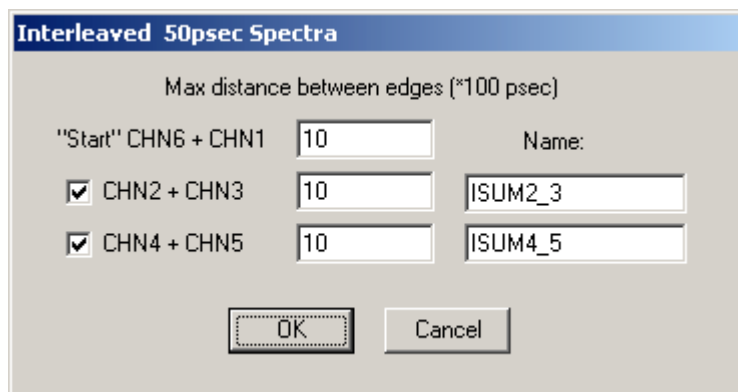 Interleaved 50psec Spectra
Max distance between edges (*100 psec)
"Start" CHN6 + CHN1 10 Name:
CHN2 + CHN3 10 ISUM2_3
CHN4 + CHN5 10 ISUM4_5
OK Cancel